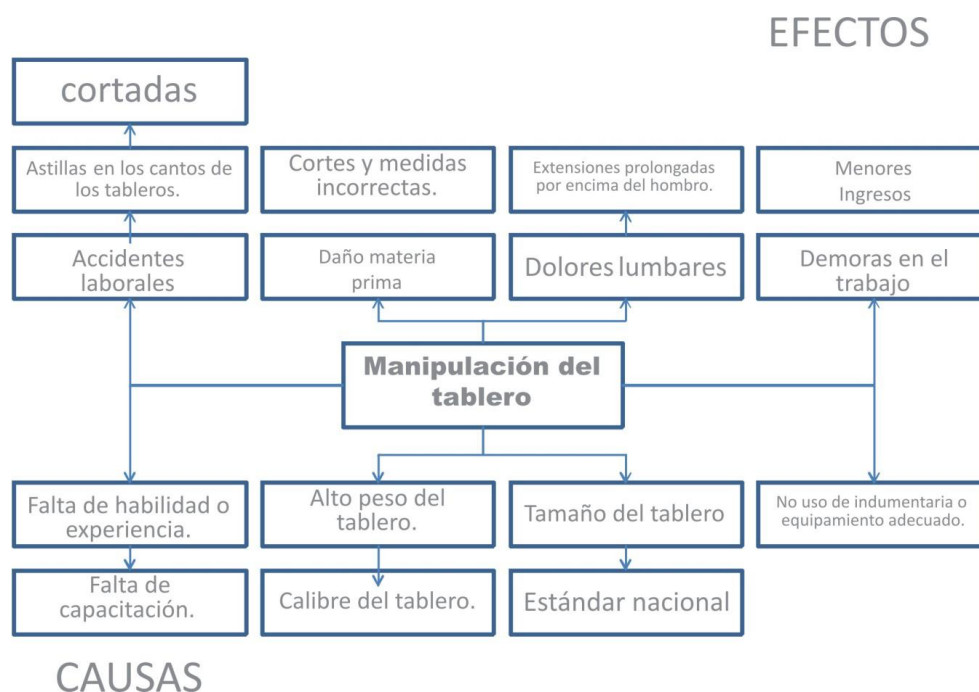 EFECTOS
cortadas
Astillas en los cantos de
los tableros.
Cortes y medidas
incorrectas.
Extensiones prolongadas
por encima del hombro.
Menores
Ingresos
Accidentes
laborales
Daño materia
prima
Dolores lumbares
Demoras en el
trabajo
Manipulación del
tablero
Falta de habilidad o
experiencia.
Alto peso del
tablero.
Tamaño del tablero
No uso de indumentaria o
equipamiento adecuado.
Falta de
capacitación.
Calibre del tablero.
Estándar nacional
CAUSAS